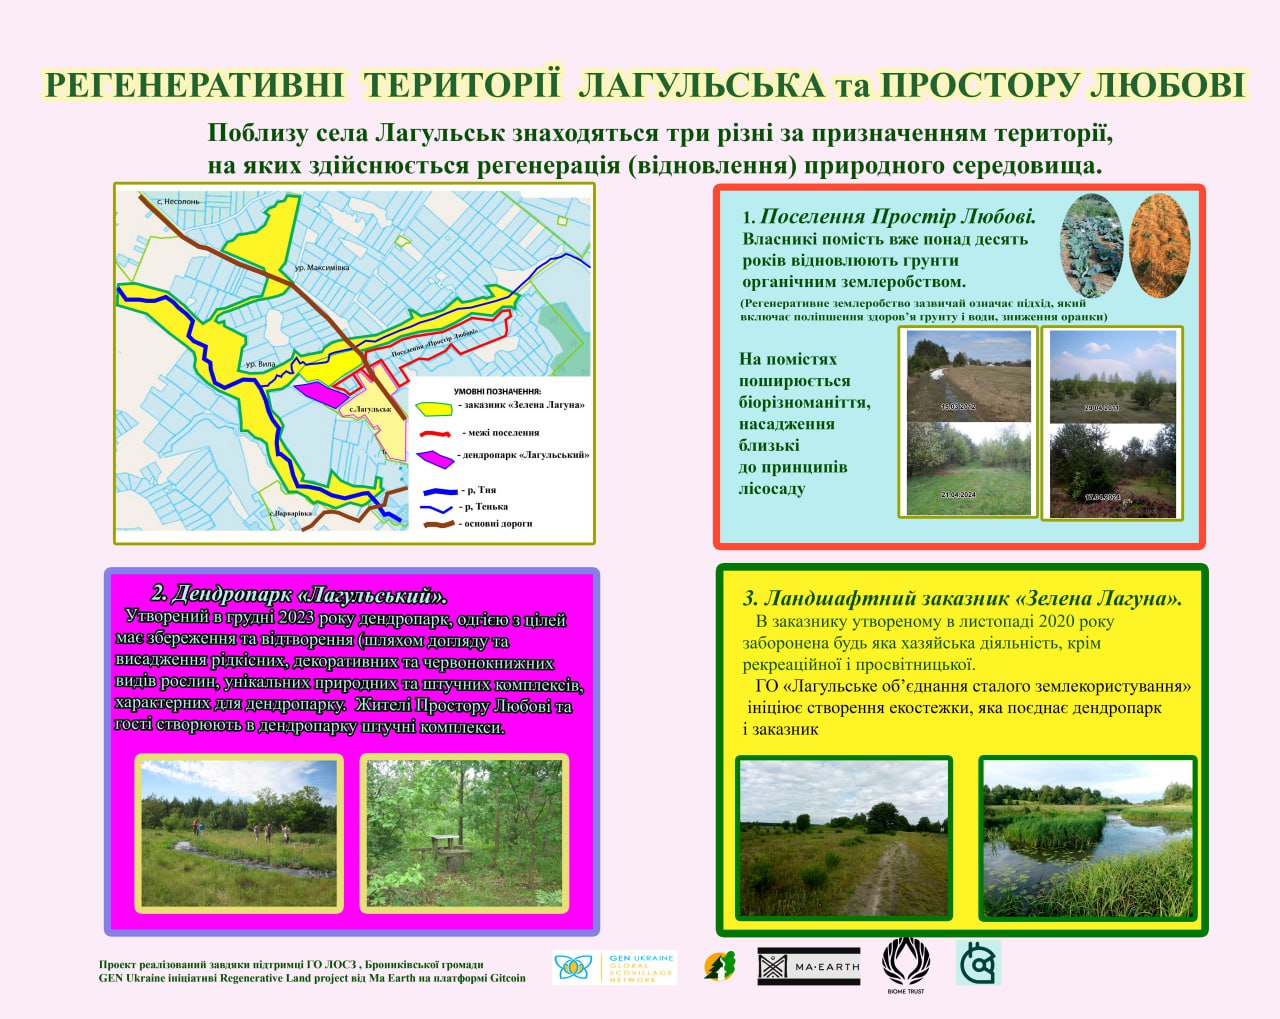 РЕГЕНЕРАТИВНІ ТЕРИТОРІЇ ЛАГУЛЬСЬКА та ПРОСТОРУ ЛЮБОВІ
Поблизу села Лагульськ знаходяться три різні за призначенням території,
на яких здійснюється регенерація (відновлення) природного середовища.
с, Несолонь
ур. Максимівка
ур. Вила
Поселення «Простір Любові»
с.Лагульськ
с.Варварівка
УМОВНІ ПОЗНАЧЕННЯ:
- заказник «Зелена Лагуна»
- межі поселення
- дендропарк «Лагульський»
- р, Тня
- р, Тенька
- основні дороги
1. Поселення Простір Любові.
Власникі помість вже понад десять
років відновлюють грунти
органічним землеробством.
(Регенеративне землеробство зазвичай означає підхід, який
включає поліпшення здоров’я ґрунту і води, зниження оранки)
На помістях
поширюється
біорізноманіття,
насадження
близькі
до принципів
лісосаду
15.03.2012
21.04.2024
29.04.2011
17.04.2024
2. Дендропарк «Лагульський».
Утворений в грудні 2023 року дендропарк, одгією з цілей
має збереження та відтворення (шляхом догляду та
висадження рідкісних, декоративних та червонокнижних
видів рослин, унікальних природних та штучних комплексів,
характерних для дендропарку. Жителі Простору Любові та
гості створюють в дендропарку штучні комплекси.
3. Ландшафтний заказник «Зелена Лагуна».
В заказнику утвореному в листопаді 2020 року
заборонена будь яка хазяйська діяльність, крім
рекреаційної і просвітницької.
ГО «Лагульське об’єднання сталого землекористування»
ініціює створення екостежки, яка поєднає дендропарк
і заказник
Проект реалізований завдяки підтримці ГО ЛОСЗ , Брониківської громади
GEN Ukraine ініціативі Regenerative Land project від Ma Earth на платформі Gitcoin
GEN UKRAINE
GLOBAL
ECOVILLAGE
NETWORK
MA·EARTH
BIOME TRUST